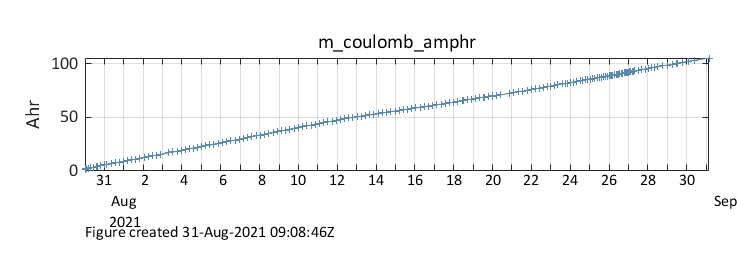 m_coulomb_amphr
Ahr
100
50
0
31 2 4 6 8 10 12 14 16 18 20 22 24 26 28 30
Aug Sep
2021
Figure created 31-Aug-2021 09:08:46Z